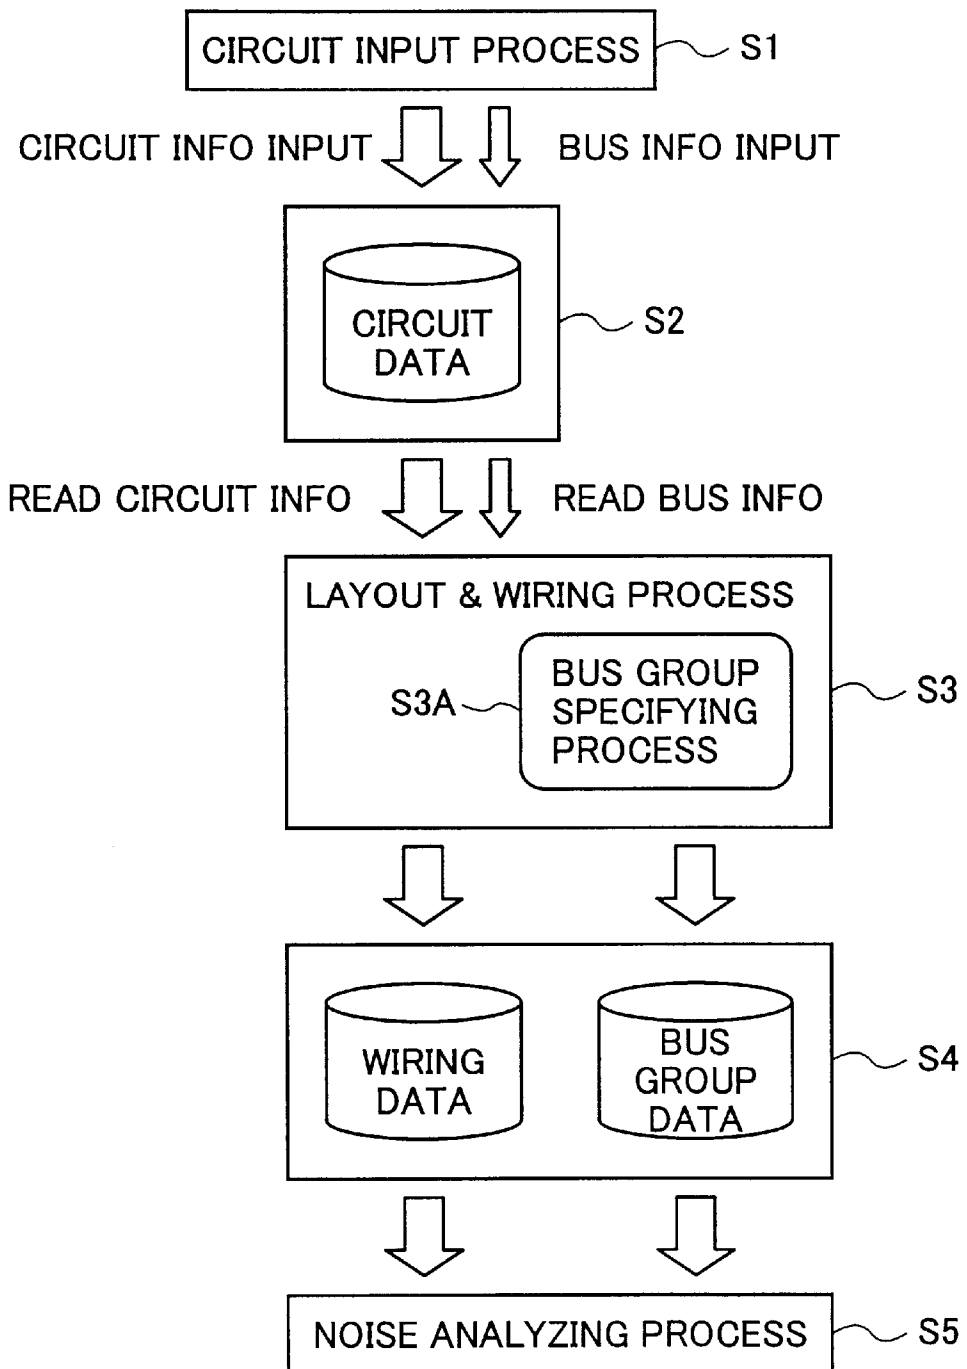 CIRCUIT INPUT PROCESS
S1
CIRCUIT INFO INPUT
BUS INFO INPUT
CIRCUIT
DATA
S2
READ CIRCUIT INFO
READ BUS INFO
LAYOUT & WIRING PROCESS
BUS GROUP
SPECIFYING
PROCESS
S3A
S3
WIRING
DATA
BUS
GROUP
DATA
S4
NOISE ANALYZING PROCESS
S5